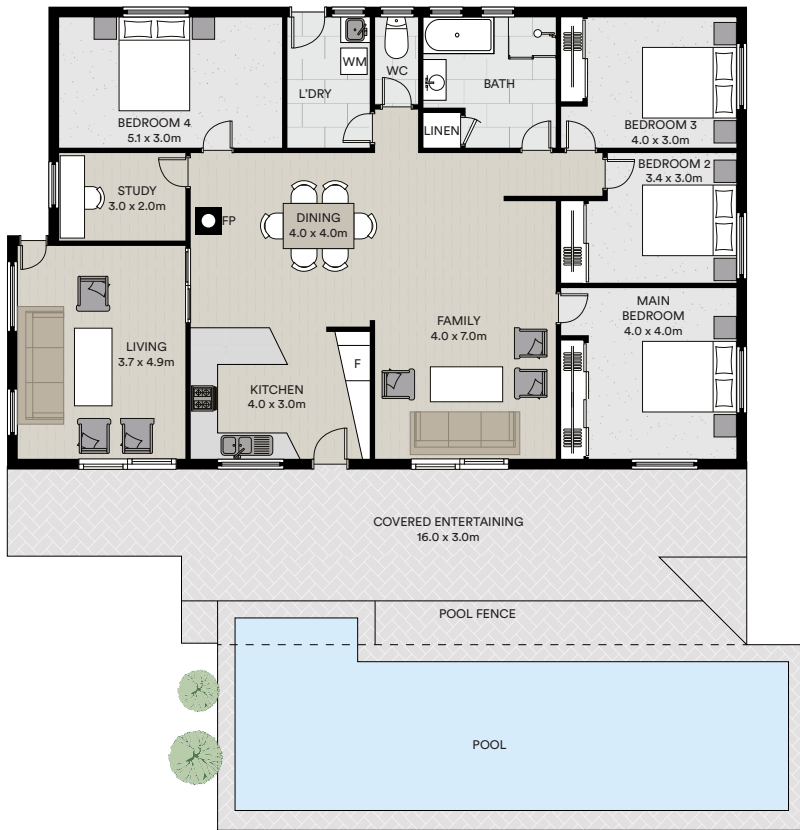 WM
WC
L'DRY
BATH
BEDROOM 4
5.1 x 3.0m
LINEN
BEDROOM 3
4.0 x 3.0m
BEDROOM 2
3.4 x 3.0m
STUDY
3.0 x 2.0m
FP
DINING
4.0 x 4.0m
MAIN
BEDROOM
4.0 x 4.0m
FAMILY
4.0 x 7.0m
LIVING
3.7 x 4.9m
F
KITCHEN
4.0 x 3.0m
COVERED ENTERTAINING
16.0 x 3.0m
POOL FENCE
POOL